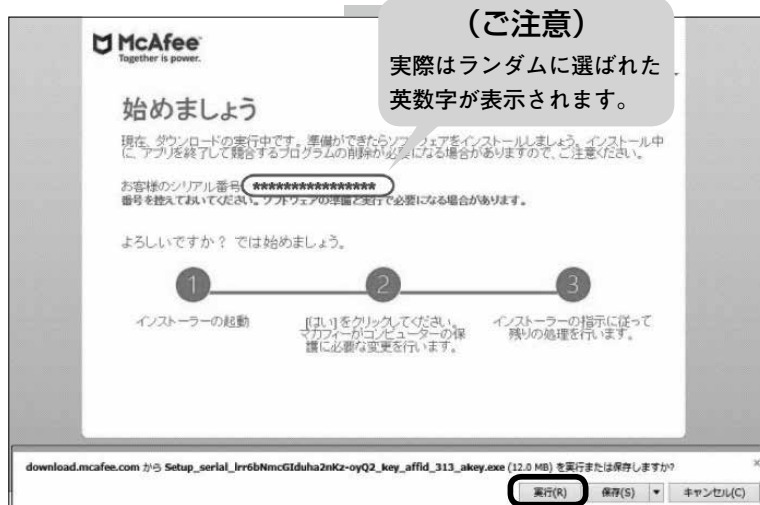 McAfee
Together is power.
(ご注意)
実際はランダムに選ばれた
英数字が表示されます。
始めましょう
現在、ダウンロードの実行中です。準備ができたらソフトウェアをインストールしましょう。インストール中
に、アプリを終了して競合するプログラムの削除が必要になる場合がありますので、ご注意ください。
お客様のシリアル番号 ****************
番号を控えておいてください。ソフトウェアの準備と実行で必要になる場合があります。
よろしいですか? では始めましょう。
1
2
3
インストーラーの起動
[はい] をクリックしてください。
マカフィーがコンピューターの保
護に必要な変更を行います。
インストーラーの指示に従って
残りの処理を行います。
download.mcafee.com から Setup_serial_lrr6bNmcGIduha2nKz-oyQ2_key_affid_313_akey.exe (12.0 MB) を実行または保存しますか?
×
実行(R)
保存(S) ▼
キャンセル(C)